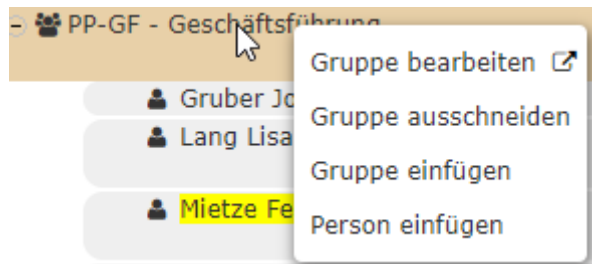 PP-GF - Geschäftsführung
Gruppe bearbeiten
Gruber Jo
Gruppe ausschneiden
Lang Lisa
Gruppe einfügen
Mietze Fe
Person einfügen